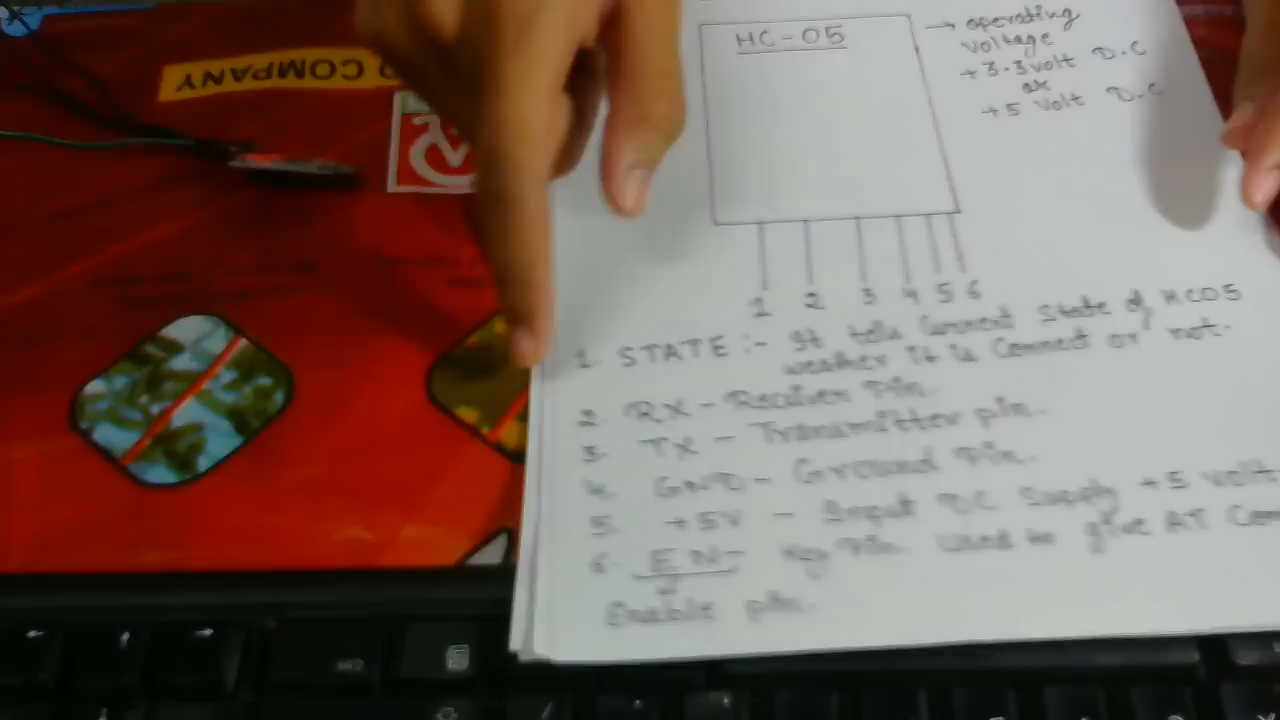 COMPANY
HC-05
→ operating
voltage
+3.3volt D.C
or
+5 volt D.C
1 2 3 4 5 6
1 STATE :- It tells Current State of HC05
weather it is connect or not.
2. RX - Receiver Pin.
3. TX - Transmitter pin.
4. GND - Ground Pin.
5. +5V - Input DC Supply +5 volt
6. EN- Key Pin. used to give AT Com
Enable pin.